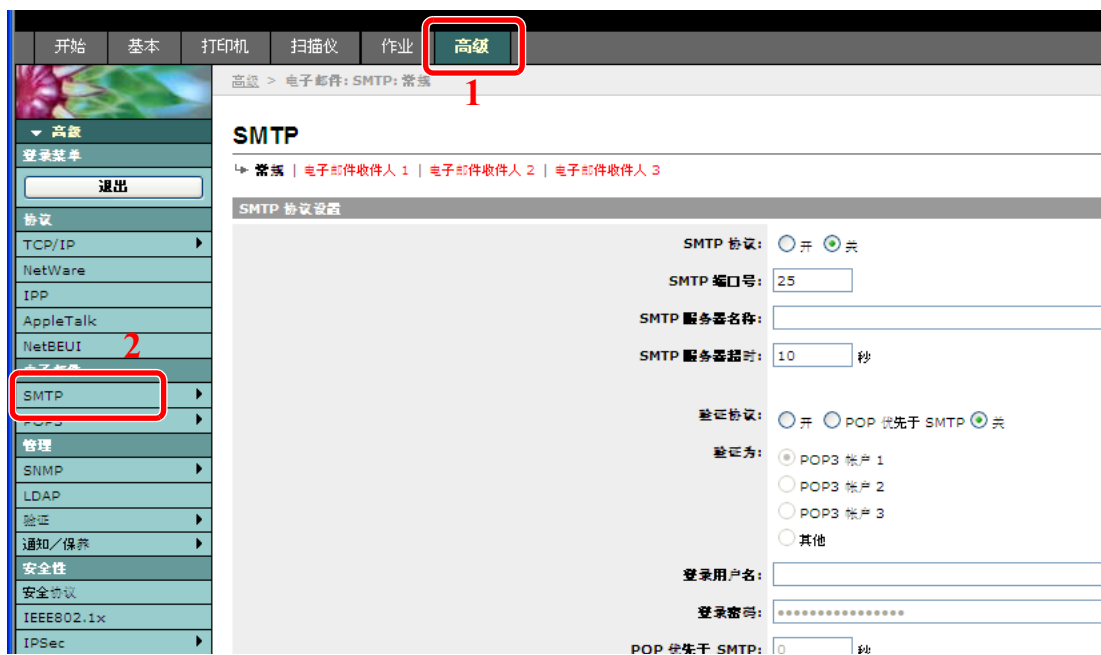 开始 基本 打印机 扫描仪 作业 高级
高级 > 电子邮件: SMTP: 常规
1
高级
登录菜单
退出
协议
TCP/IP
NetWare
IPP
AppleTalk
NetBEUI
2
电子邮件
SMTP
POP3
管理
SNMP
LDAP
验证
通知/保养
安全性
安全协议
IEEE802.1x
IPSec
SMTP
常规 | 电子邮件收件人 1 | 电子邮件收件人 2 | 电子邮件收件人 3
SMTP 协议设置
SMTP 协议: 开 关
SMTP 端口号: 25
SMTP 服务器名称:
SMTP 服务器超时: 10 秒
验证协议: 开 POP 优先于 SMTP 关
验证为: POP3 帐户 1
POP3 帐户 2
POP3 帐户 3
其他
登录用户名:
登录密码: ••••••••••••••••
POP 优先于 SMTP: 0 秒